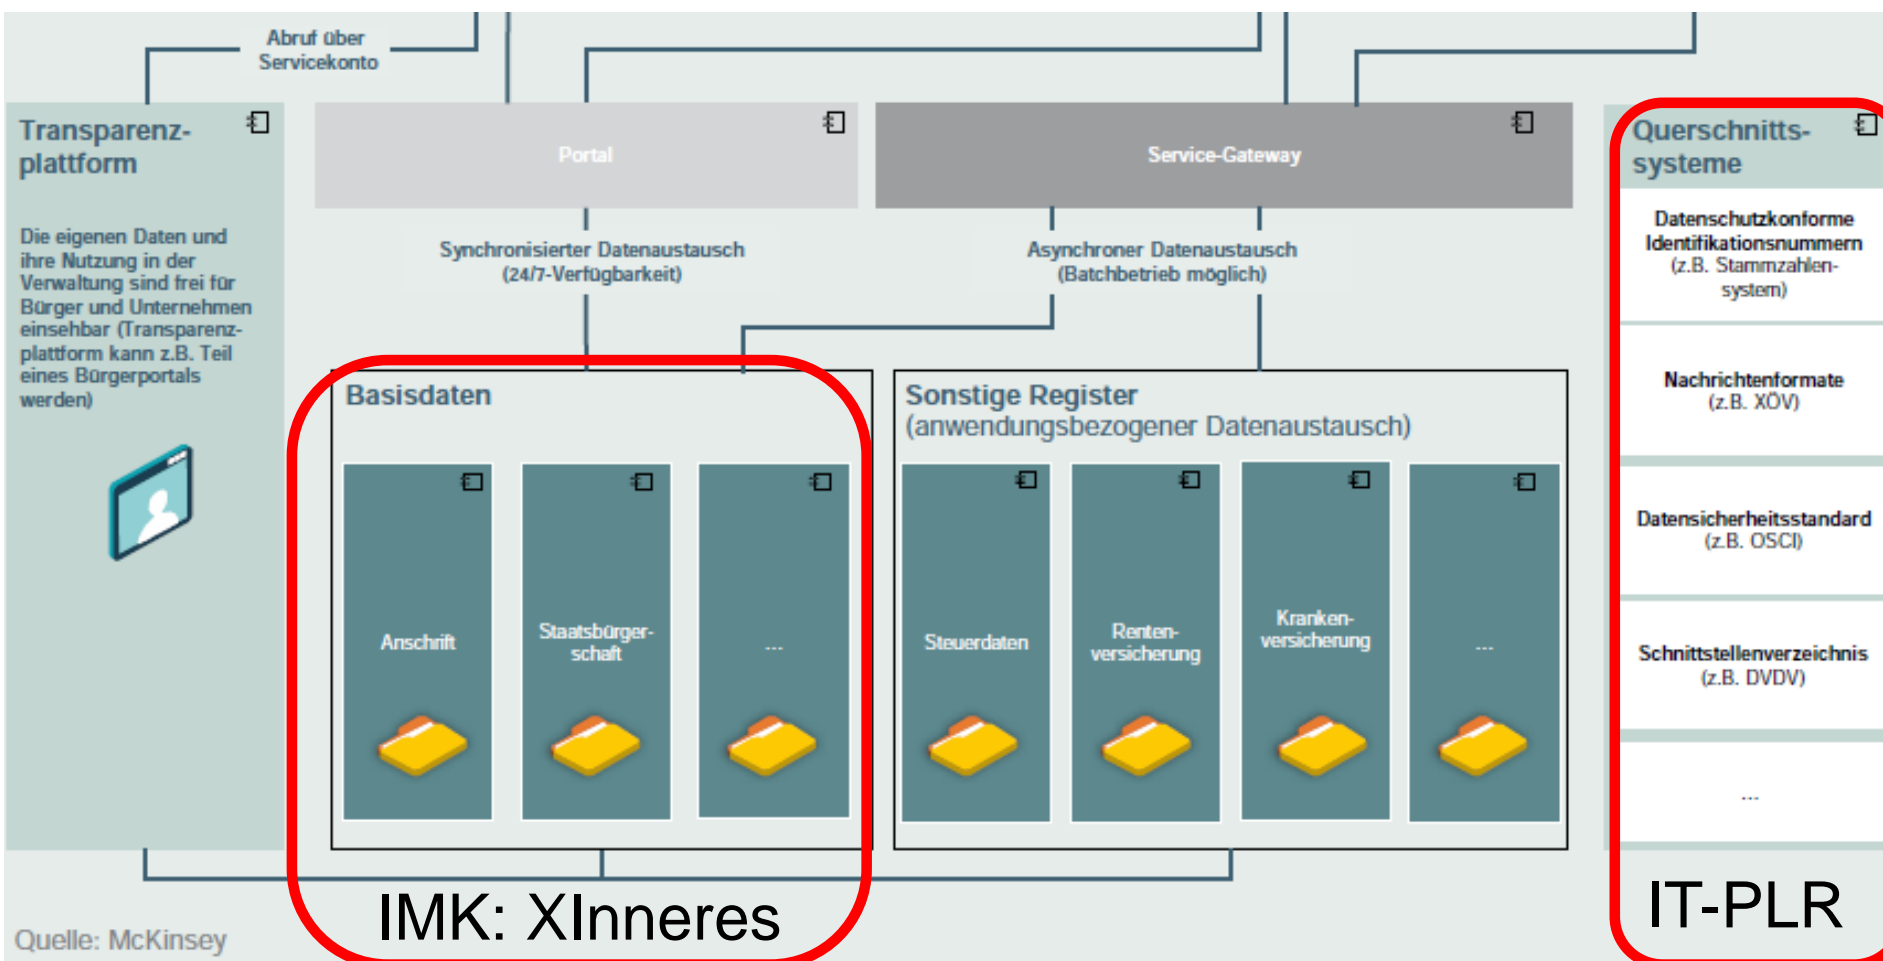 Abruf über
Servicekonto
Transparenz-
plattform
Die eigenen Daten und
ihre Nutzung in der
Verwaltung sind frei für
Bürger und Unternehmen
einsehbar (Transparenz-
plattform kann z.B. Teil
eines Bürgerportals
werden)
Portal
Service-Gateway
Synchronisierter Datenaustausch
(24/7-Verfügbarkeit)
Asynchroner Datenaustausch
(Batchbetrieb möglich)
Basisdaten
Anschrift
Staatsbürger-
schaft
...
Sonstige Register
(anwendungsbezogener Datenaustausch)
Steuerdaten
Renten-
versicherung
Kranken-
versicherung
...
Querschnitts-
systeme
Datenschutzkonforme
Identifikationsnummern
(z.B. Stammzahlen-
system)
Nachrichtenformate
(z.B. XÖV)
Datensicherheitsstandard
(z.B. OSCI)
Schnittstellenverzeichnis
(z.B. DVDV)
...
IMK: XInneres
IT-PLR
Quelle: McKinsey